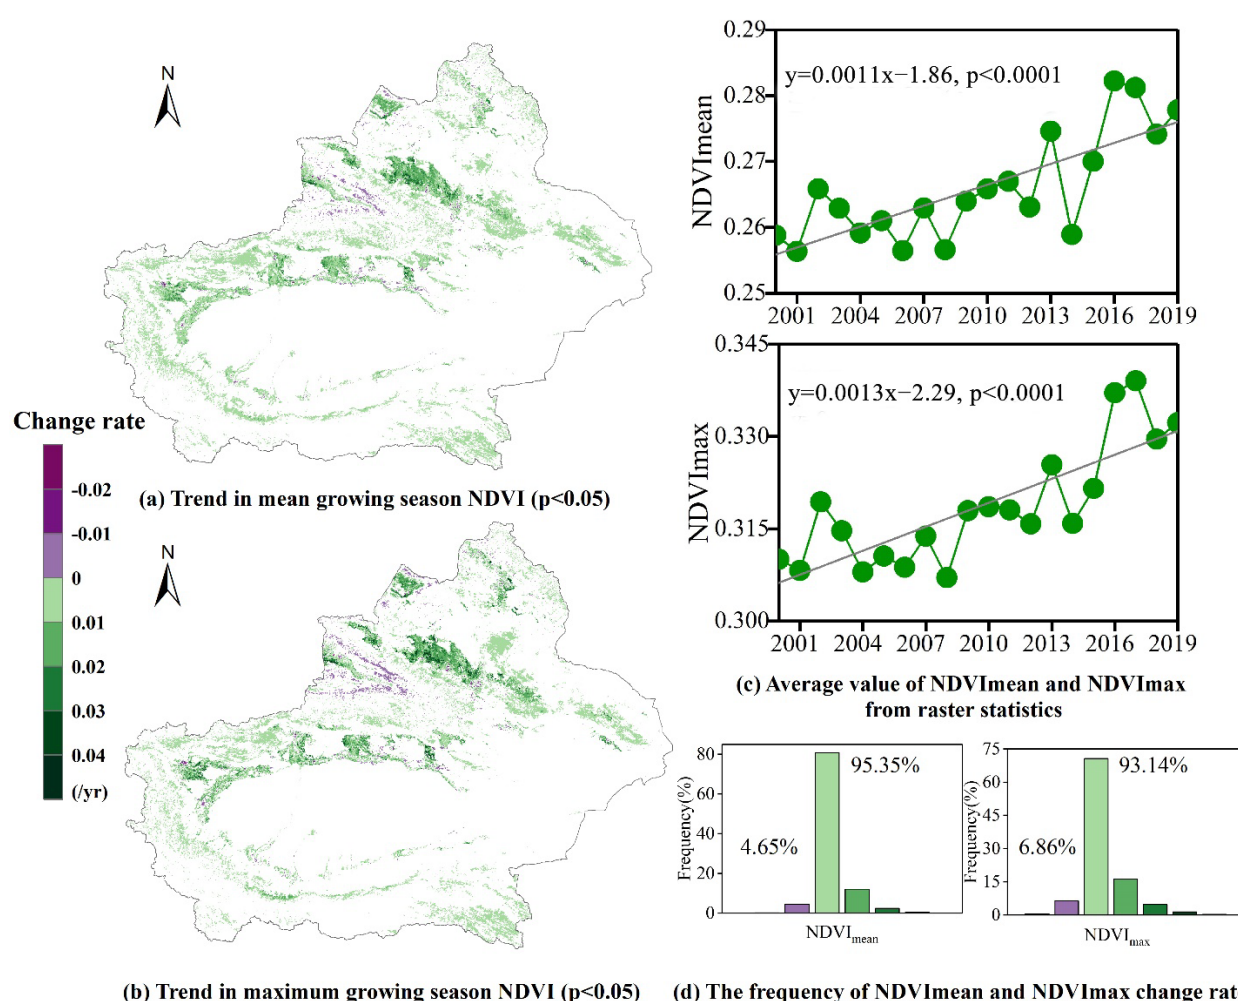 N
(a) Trend in mean growing season NDVI (p<0.05)
Change rate
-0.02
-0.01
0
0.01
0.02
0.03
0.04
(/yr)
N
(b) Trend in maximum growing season NDVI (p<0.05)
0.29
0.28
0.27
0.26
0.25
NDVImean
y=0.0011x−1.86, p<0.0001
2001 2004 2007 2010 2013 2016 2019
0.345
0.330
0.315
0.300
NDVImax
y=0.0013x−2.29, p<0.0001
2001 2004 2007 2010 2013 2016 2019
(c) Average value of NDVImean and NDVImax
from raster statistics
80
60
40
20
0
Frequency(%)
4.65%
95.35%
NDVImean
75
60
45
30
15
0
Frequency(%)
6.86%
93.14%
NDVImax
(d) The frequency of NDVImean and NDVImax change rat